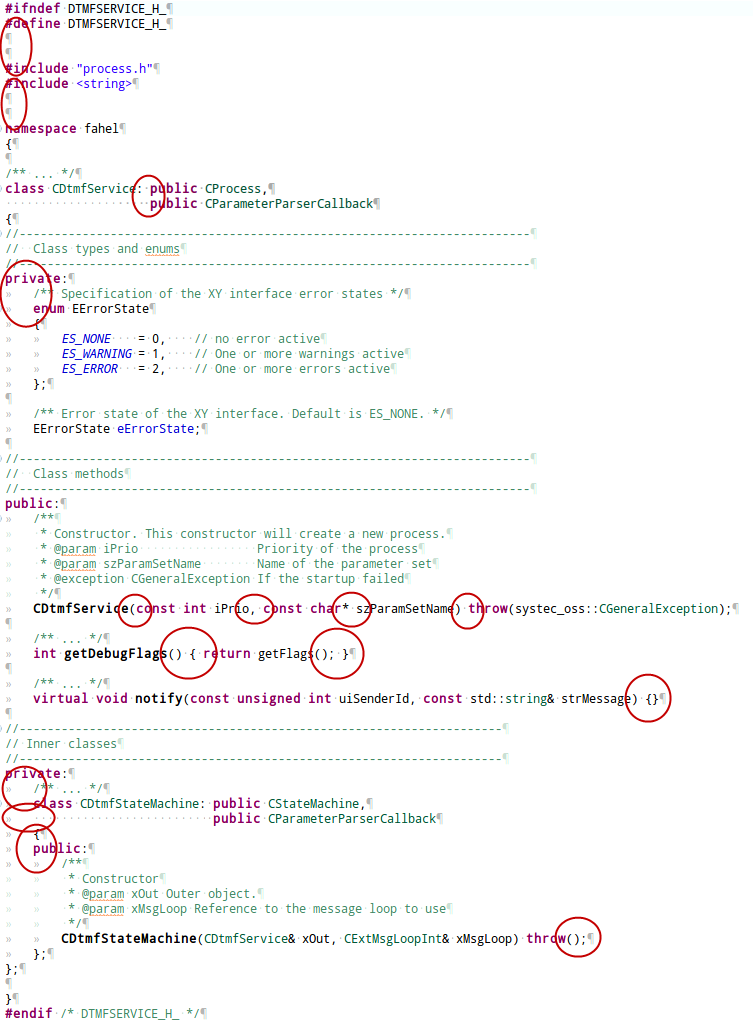 #ifndef DTMFSERVICE_H_
#define DTMFSERVICE_H_


#include "process.h"
#include <string>


namespace fahel
{

/** ... */
class CDtmfService: public CProcess,
                    public CParameterParserCallback
{
//-------------------------------------------------------------------------
//  Class types and enums
//-------------------------------------------------------------------------
private:
    /** Specification of the XY interface error states */
    enum EErrorState
    {
        ES_NONE    = 0,    // no error active
        ES_WARNING = 1,    // One or more warnings active
        ES_ERROR   = 2,    // One or more errors active
    };

    /** Error state of the XY interface. Default is ES_NONE. */
    EErrorState eErrorState;

//-------------------------------------------------------------------------
//  Class methods
//-------------------------------------------------------------------------
public:
    /**
     * Constructor. This constructor will create a new process.
     * @param iPrio                 Priority of the process
     * @param szParamSetName        Name of the parameter set
     * @exception CGeneralException If the startup failed
     */
    CDtmfService(const int iPrio, const char* szParamSetName) throw(systec_oss::CGeneralException);

    /** ... */
    int getDebugFlags() { return getFlags(); }

    /** ... */
    virtual void notify(const unsigned int uiSenderId, const std::string& strMessage) {}

//---------------------------------------------------------------------
// Inner classes
//---------------------------------------------------------------------
private:
    /** ... */
    class CDtmfStateMachine: public CStateMachine,
                             public CParameterParserCallback
    {
    public:
        /**
         * Constructor
         * @param xOut Outer object.
         * @param xMsgLoop Reference to the message loop to use
         */
        CDtmfStateMachine(CDtmfService& xOut, CExtMsgLoopInt& xMsgLoop) throw();
    };
};

}
#endif /* DTMFSERVICE_H_ */